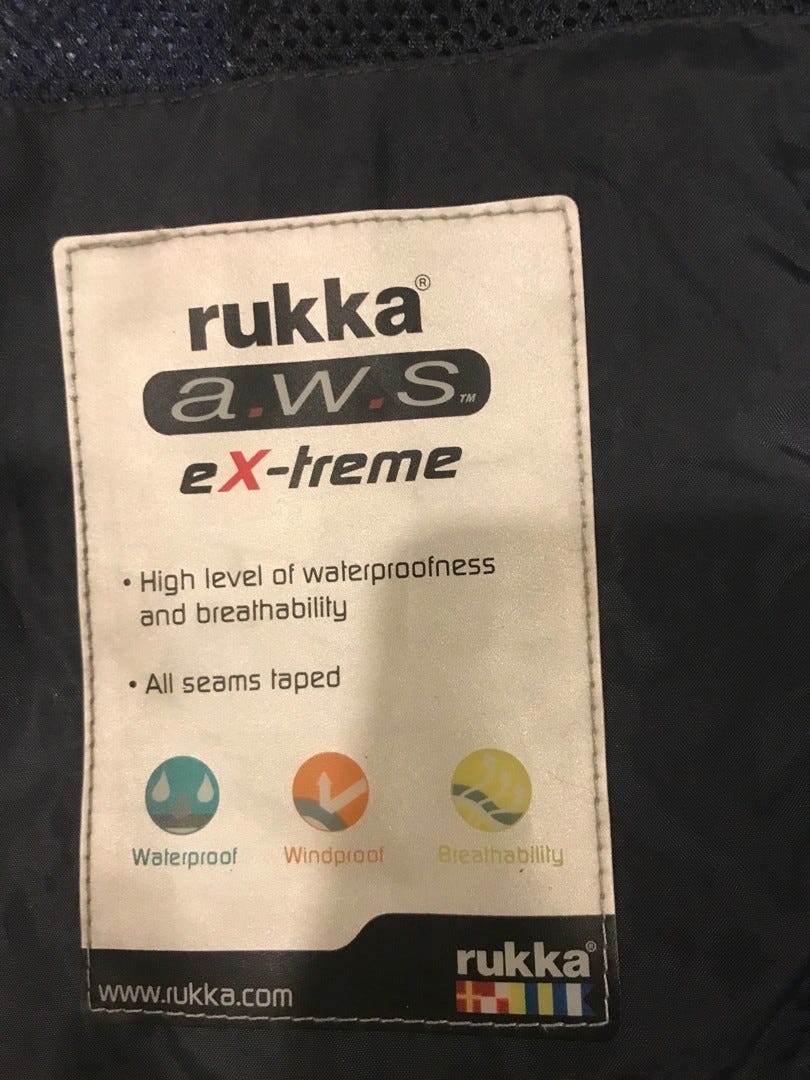 rukka®
a.w.s.™
eX-treme
• High level of waterproofness
and breathability
• All seams taped
Waterproof Windproof Breathability
rukka®
www.rukka.com